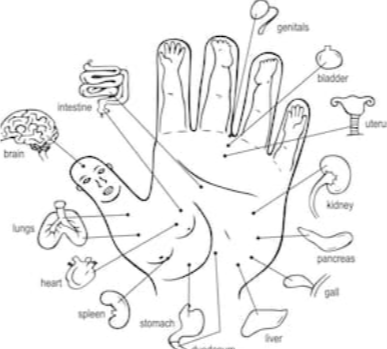 genitals
bladder
intestine
uteru
brain
kidney
lungs
pancreas
heart
gall
spleen
stomach
liver